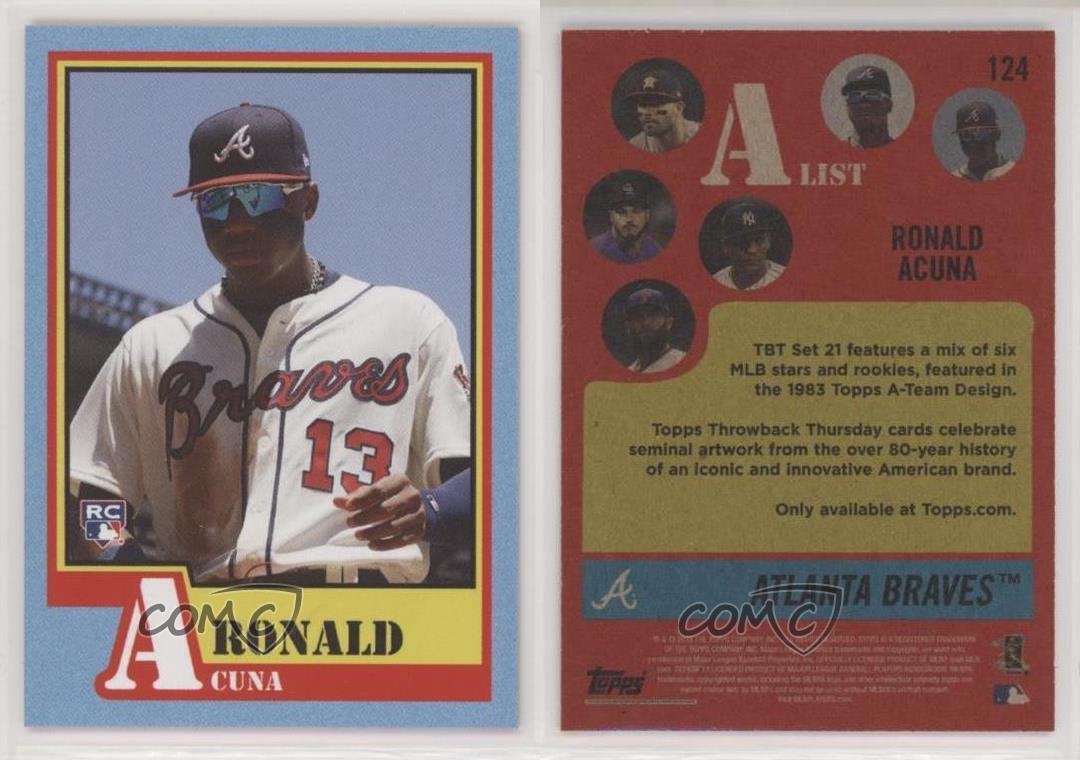 A
Braves
13
RC
A RONALD
CUNA
COMC
124
A LIST
RONALD
ACUNA
TBT Set 21 features a mix of six
MLB stars and rookies, featured in
the 1983 Topps A-Team Design.
Topps Throwback Thursday cards celebrate
seminal artwork from the over 80-year history
of an iconic and innovative American brand.
Only available at Topps.com.
A ATLANTA BRAVES™
COMC
Topps